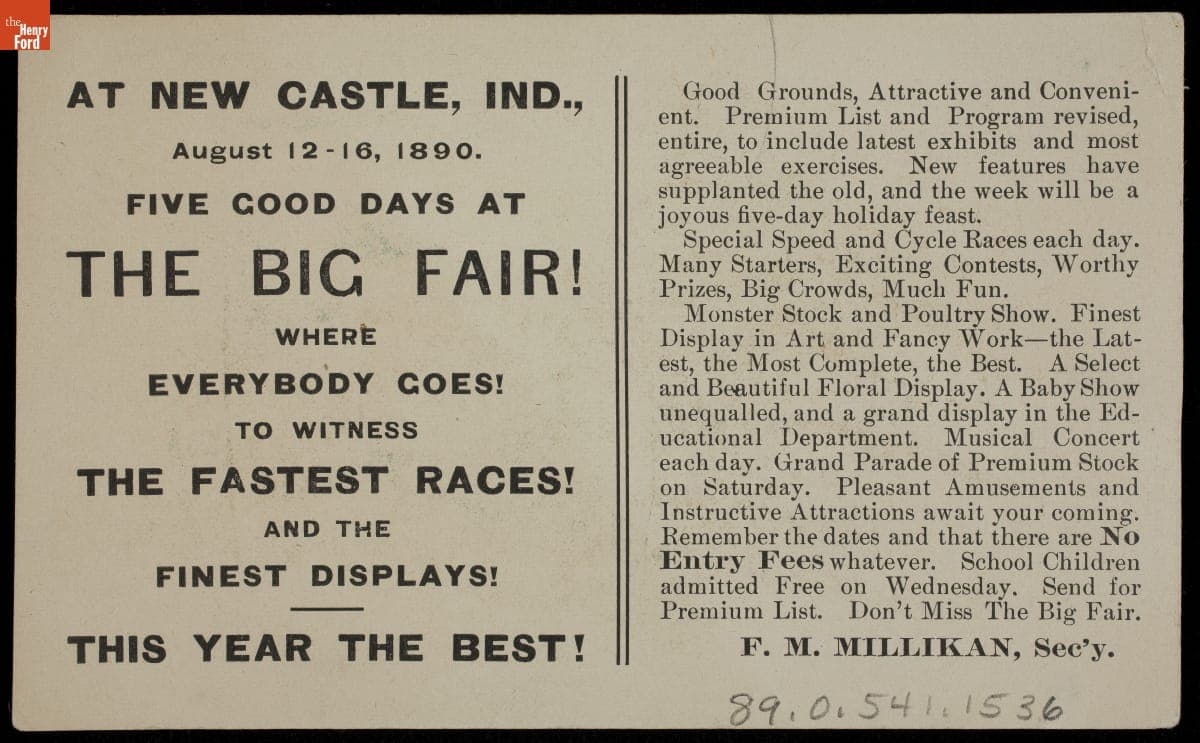 the
Henry
Ford
AT NEW CASTLE, IND.,
August 12-16, 1890.
FIVE GOOD DAYS AT
THE BIG FAIR!
WHERE
EVERYBODY GOES!
TO WITNESS
THE FASTEST RACES!
AND THE
FINEST DISPLAYS!
THIS YEAR THE BEST!
Good Grounds, Attractive and Conveni-
ent. Premium List and Program revised,
entire, to include latest exhibits and most
agreeable exercises. New features have
supplanted the old, and the week will be a
joyous five-day holiday feast.
Special Speed and Cycle Races each day.
Many Starters, Exciting Contests, Worthy
Prizes, Big Crowds, Much Fun.
Monster Stock and Poultry Show. Finest
Display in Art and Fancy Work—the Lat-
est, the Most Complete, the Best. A Select
and Beautiful Floral Display. A Baby Show
unequalled, and a grand display in the Ed-
ucational Department. Musical Concert
each day. Grand Parade of Premium Stock
on Saturday. Pleasant Amusements and
Instructive Attractions await your coming.
Remember the dates and that there are No
Entry Fees whatever. School Children
admitted Free on Wednesday. Send for
Premium List. Don't Miss The Big Fair.
F. M. MILLIKAN, Sec'y.
89.0.541.1536